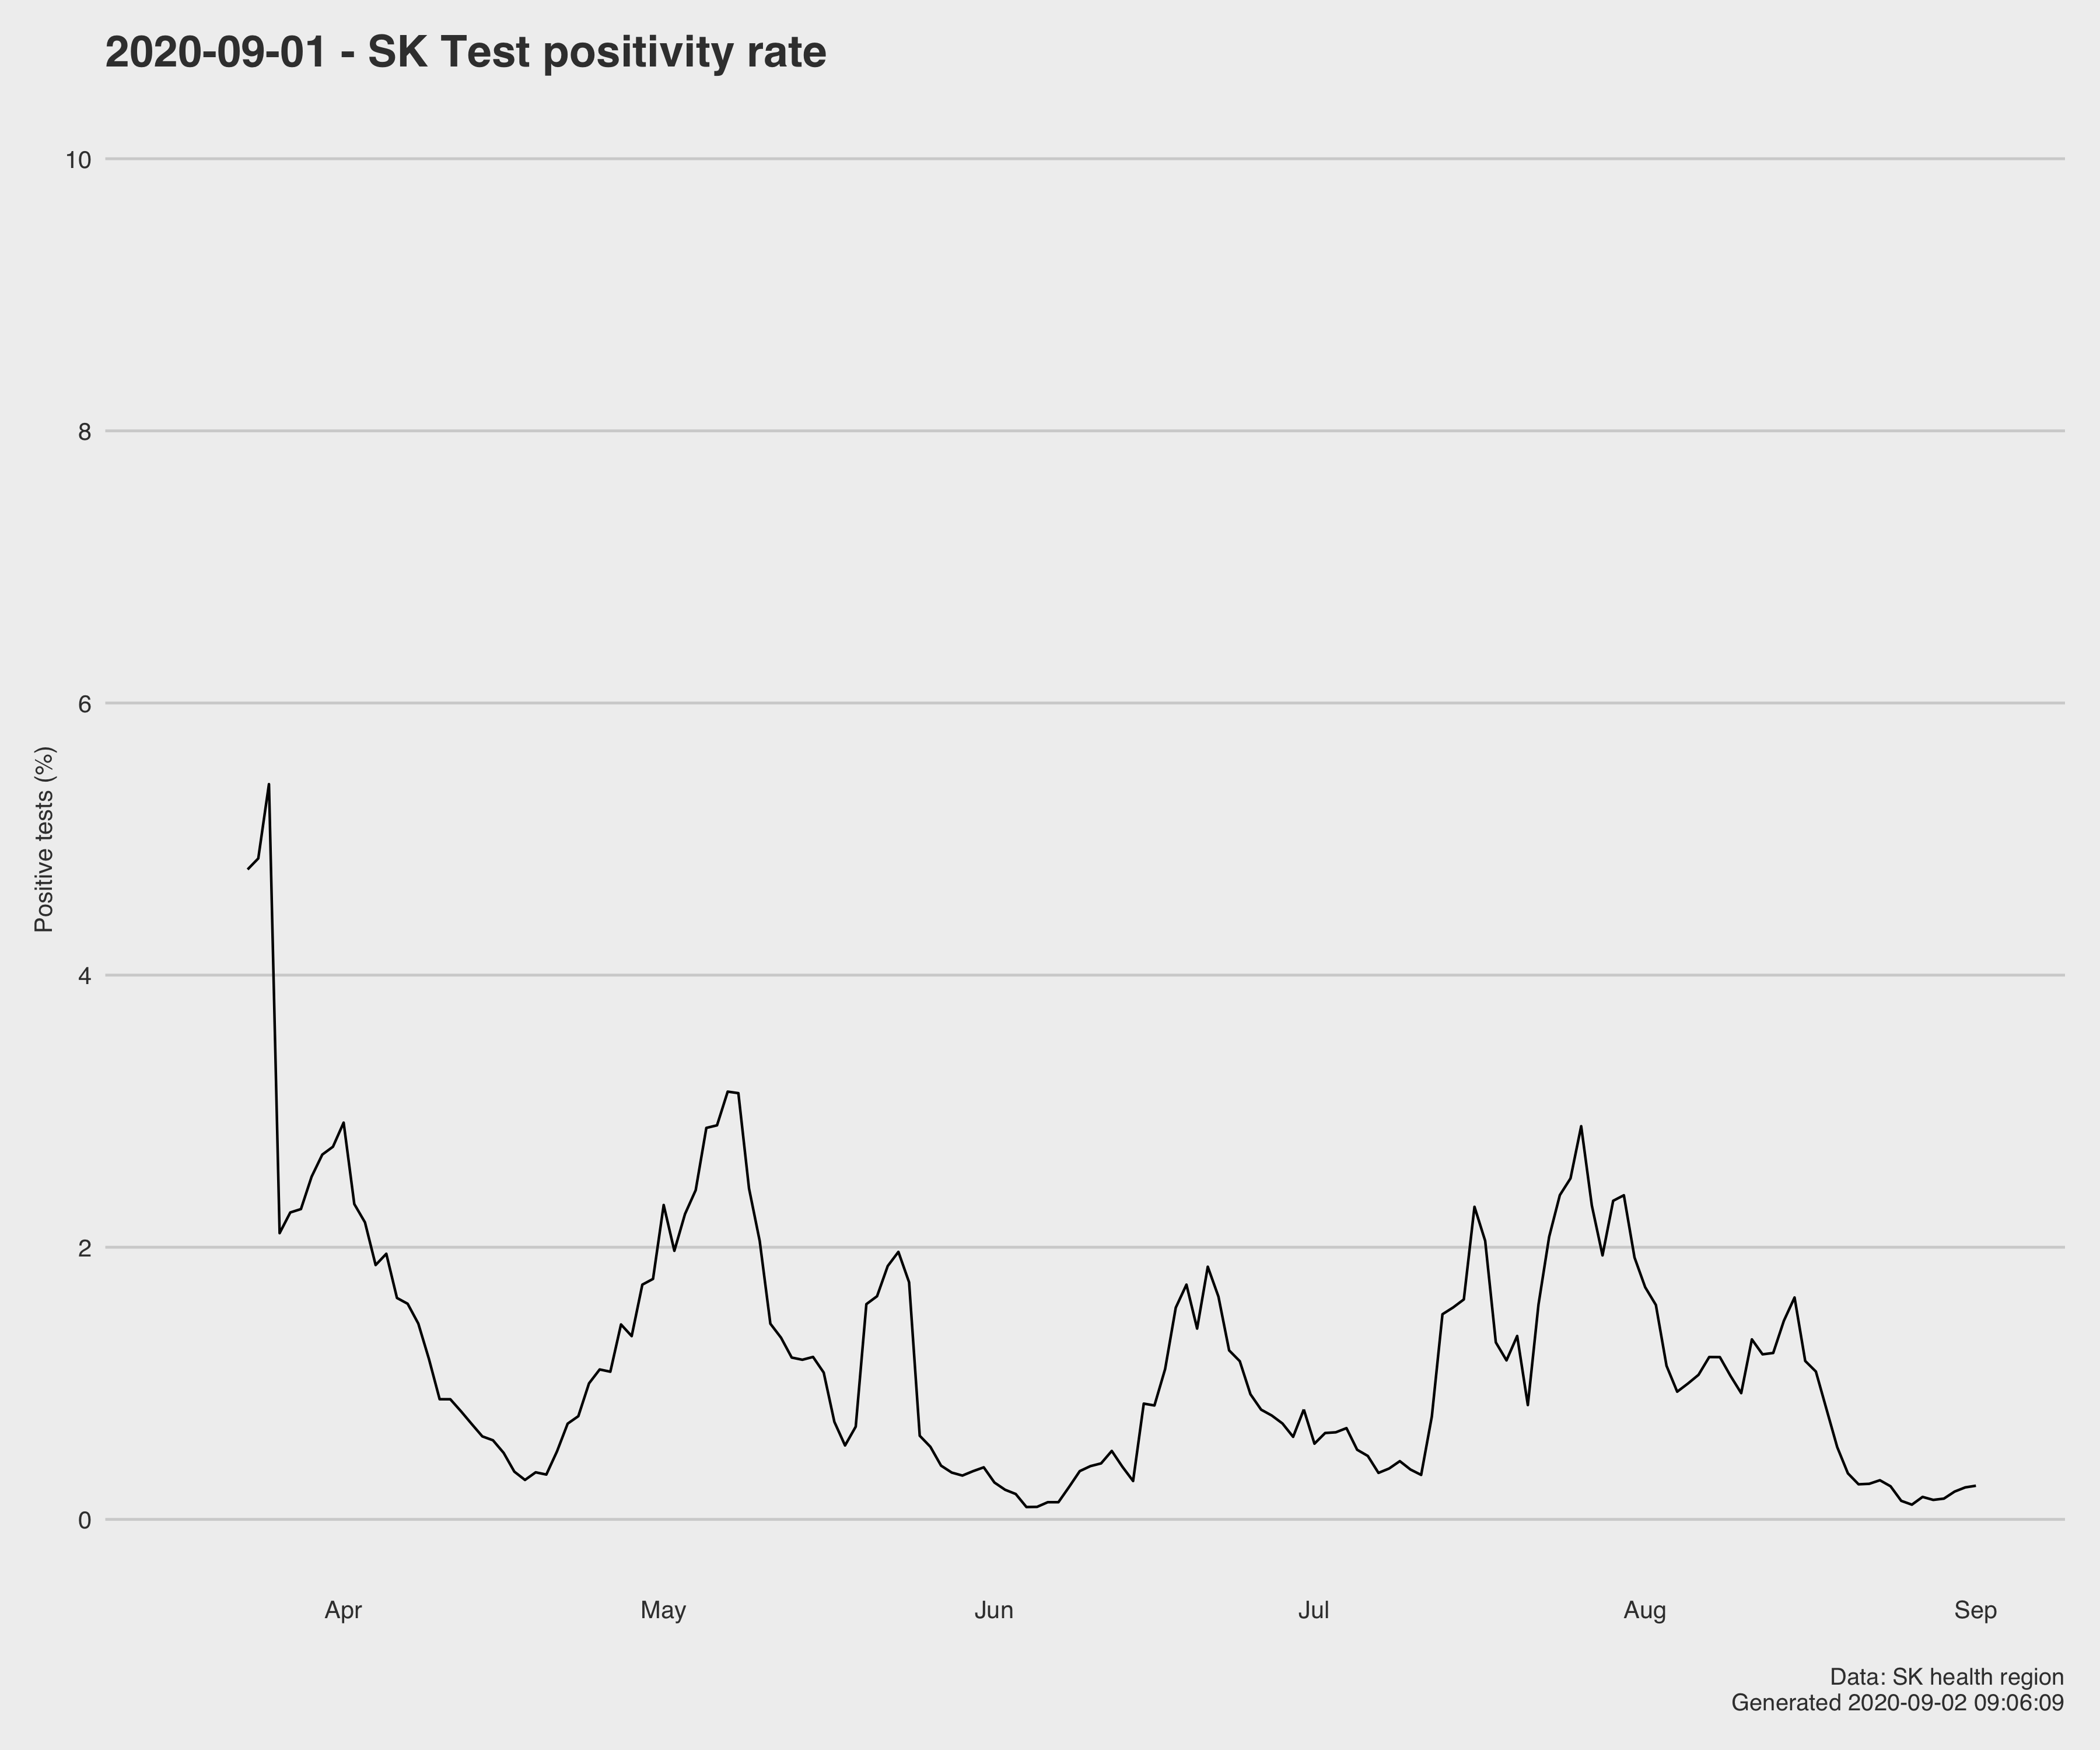 2020-09-01 - SK Test positivity rate
Positive tests (%)
10
8
6
4
2
0
Apr
May
Jun
Jul
Aug
Sep
Data: SK health region
Generated 2020-09-02 09:06:09